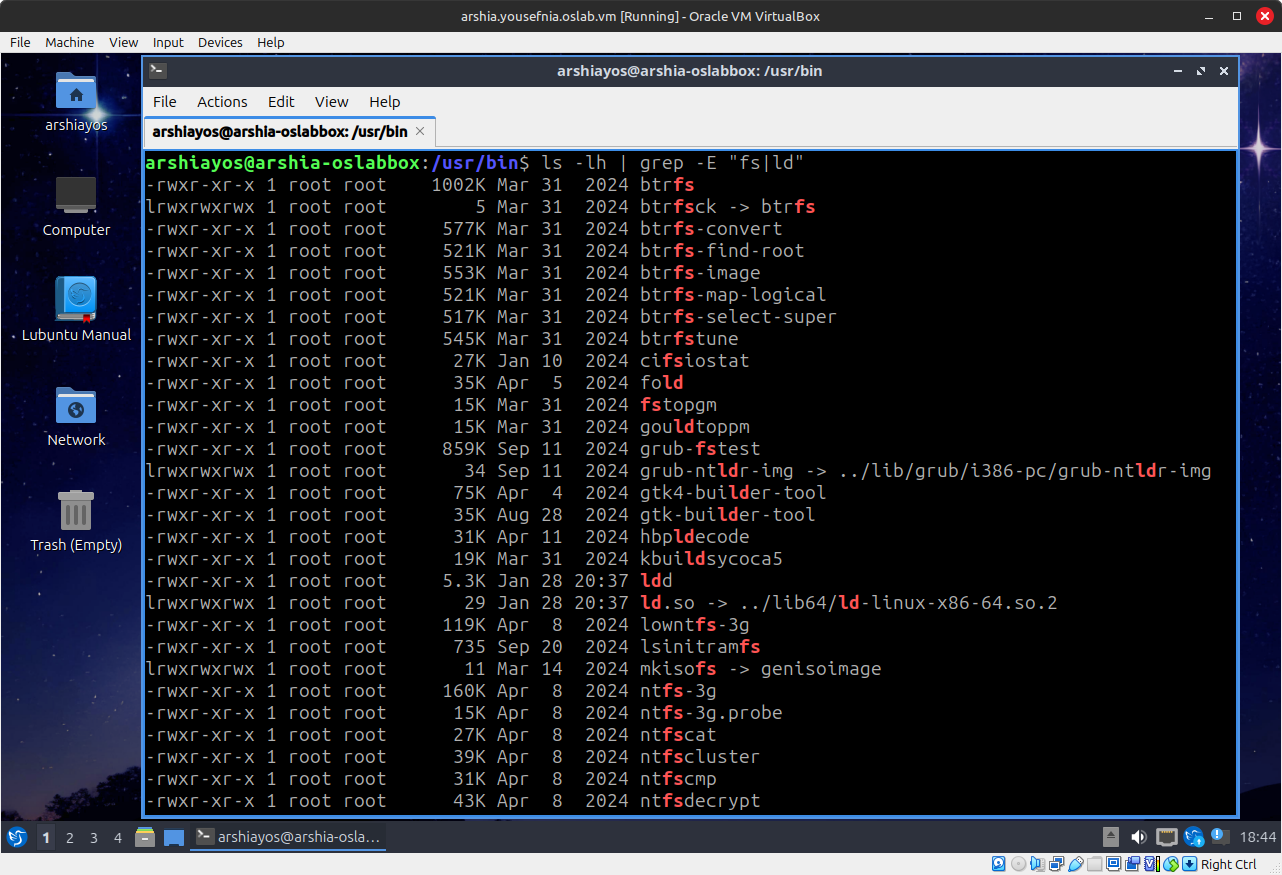 arshia.yousefnia.oslab.vm [Running] - Oracle VM VirtualBox
File Machine View Input Devices Help
arshiayos
Computer
Lubuntu Manual
Network
Trash (Empty)
arshiayos@arshia-oslabbox: /usr/bin
File Actions Edit View Help
arshiayos@arshia-oslabbox: /usr/bin
arshiayos@arshia-oslabbox:/usr/bin$ ls -lh | grep -E "fs|ld"
-rwxr-xr-x 1 root root    1002K Mar 31  2024 btrfs
lrwxrwxrwx 1 root root        5 Mar 31  2024 btrfsck -> btrfs
-rwxr-xr-x 1 root root     577K Mar 31  2024 btrfs-convert
-rwxr-xr-x 1 root root     521K Mar 31  2024 btrfs-find-root
-rwxr-xr-x 1 root root     553K Mar 31  2024 btrfs-image
-rwxr-xr-x 1 root root     521K Mar 31  2024 btrfs-map-logical
-rwxr-xr-x 1 root root     517K Mar 31  2024 btrfs-select-super
-rwxr-xr-x 1 root root     545K Mar 31  2024 btrfstune
-rwxr-xr-x 1 root root      27K Jan 10  2024 cifsiostat
-rwxr-xr-x 1 root root      35K Apr  5  2024 fold
-rwxr-xr-x 1 root root      15K Mar 31  2024 fstopgm
-rwxr-xr-x 1 root root      15K Mar 31  2024 gouldtoppm
-rwxr-xr-x 1 root root     859K Sep 11  2024 grub-fstest
lrwxrwxrwx 1 root root       34 Sep 11  2024 grub-ntldr-img -> ../lib/grub/i386-pc/grub-ntldr-img
-rwxr-xr-x 1 root root      75K Apr  4  2024 gtk4-builder-tool
-rwxr-xr-x 1 root root      35K Aug 28  2024 gtk-builder-tool
-rwxr-xr-x 1 root root      31K Apr 11  2024 hbpldecode
-rwxr-xr-x 1 root root      19K Mar 31  2024 kbuildsycoca5
-rwxr-xr-x 1 root root     5.3K Jan 28 20:37 ldd
lrwxrwxrwx 1 root root       29 Jan 28 20:37 ld.so -> ../lib64/ld-linux-x86-64.so.2
-rwxr-xr-x 1 root root     119K Apr  8  2024 lowntfs-3g
-rwxr-xr-x 1 root root      735 Sep 20  2024 lsinitramfs
lrwxrwxrwx 1 root root       11 Mar 14  2024 mkisofs -> genisoimage
-rwxr-xr-x 1 root root     160K Apr  8  2024 ntfs-3g
-rwxr-xr-x 1 root root      15K Apr  8  2024 ntfs-3g.probe
-rwxr-xr-x 1 root root      27K Apr  8  2024 ntfscat
-rwxr-xr-x 1 root root      39K Apr  8  2024 ntfscluster
-rwxr-xr-x 1 root root      31K Apr  8  2024 ntfscmp
-rwxr-xr-x 1 root root      43K Apr  8  2024 ntfsdecrypt
1 2 3 4 arshiayos@arshia-osla... 18:44
Right Ctrl